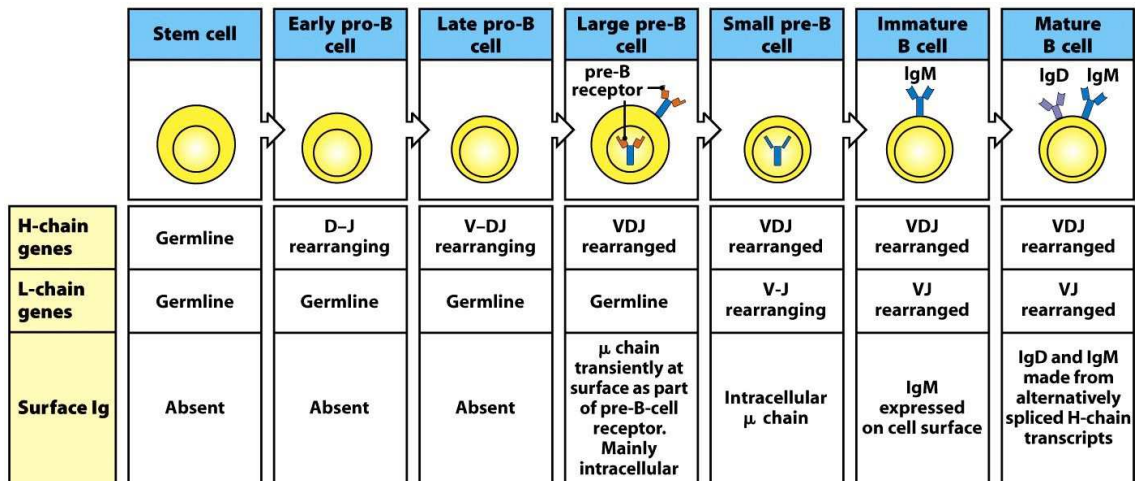 Stem cell
Early pro-B
cell
Late pro-B
cell
Large pre-B
cell
Small pre-B
cell
Immature
B cell
Mature
B cell
pre-B
receptor
IgM
IgD
IgM
H-chain
genes
Germline
D–J
rearranging
V–DJ
rearranging
VDJ
rearranged
VDJ
rearranged
VDJ
rearranged
VDJ
rearranged
L-chain
genes
Germline
Germline
Germline
Germline
V-J
rearranging
VJ
rearranged
VJ
rearranged
Surface Ig
Absent
Absent
Absent
μ chain
transiently at
surface as part
of pre-B-cell
receptor.
Mainly
intracellular
Intracellular
μ chain
IgM
expressed
on cell surface
IgD and IgM
made from
alternatively
spliced H-chain
transcripts